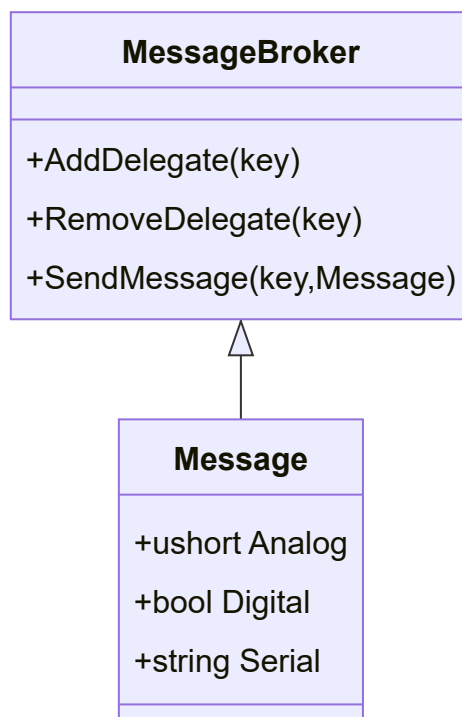 MessageBroker
+AddDelegate(key)
+RemoveDelegate(key)
+SendMessage(key,Message)
Message
+ushort Analog
+bool Digital
+string Serial